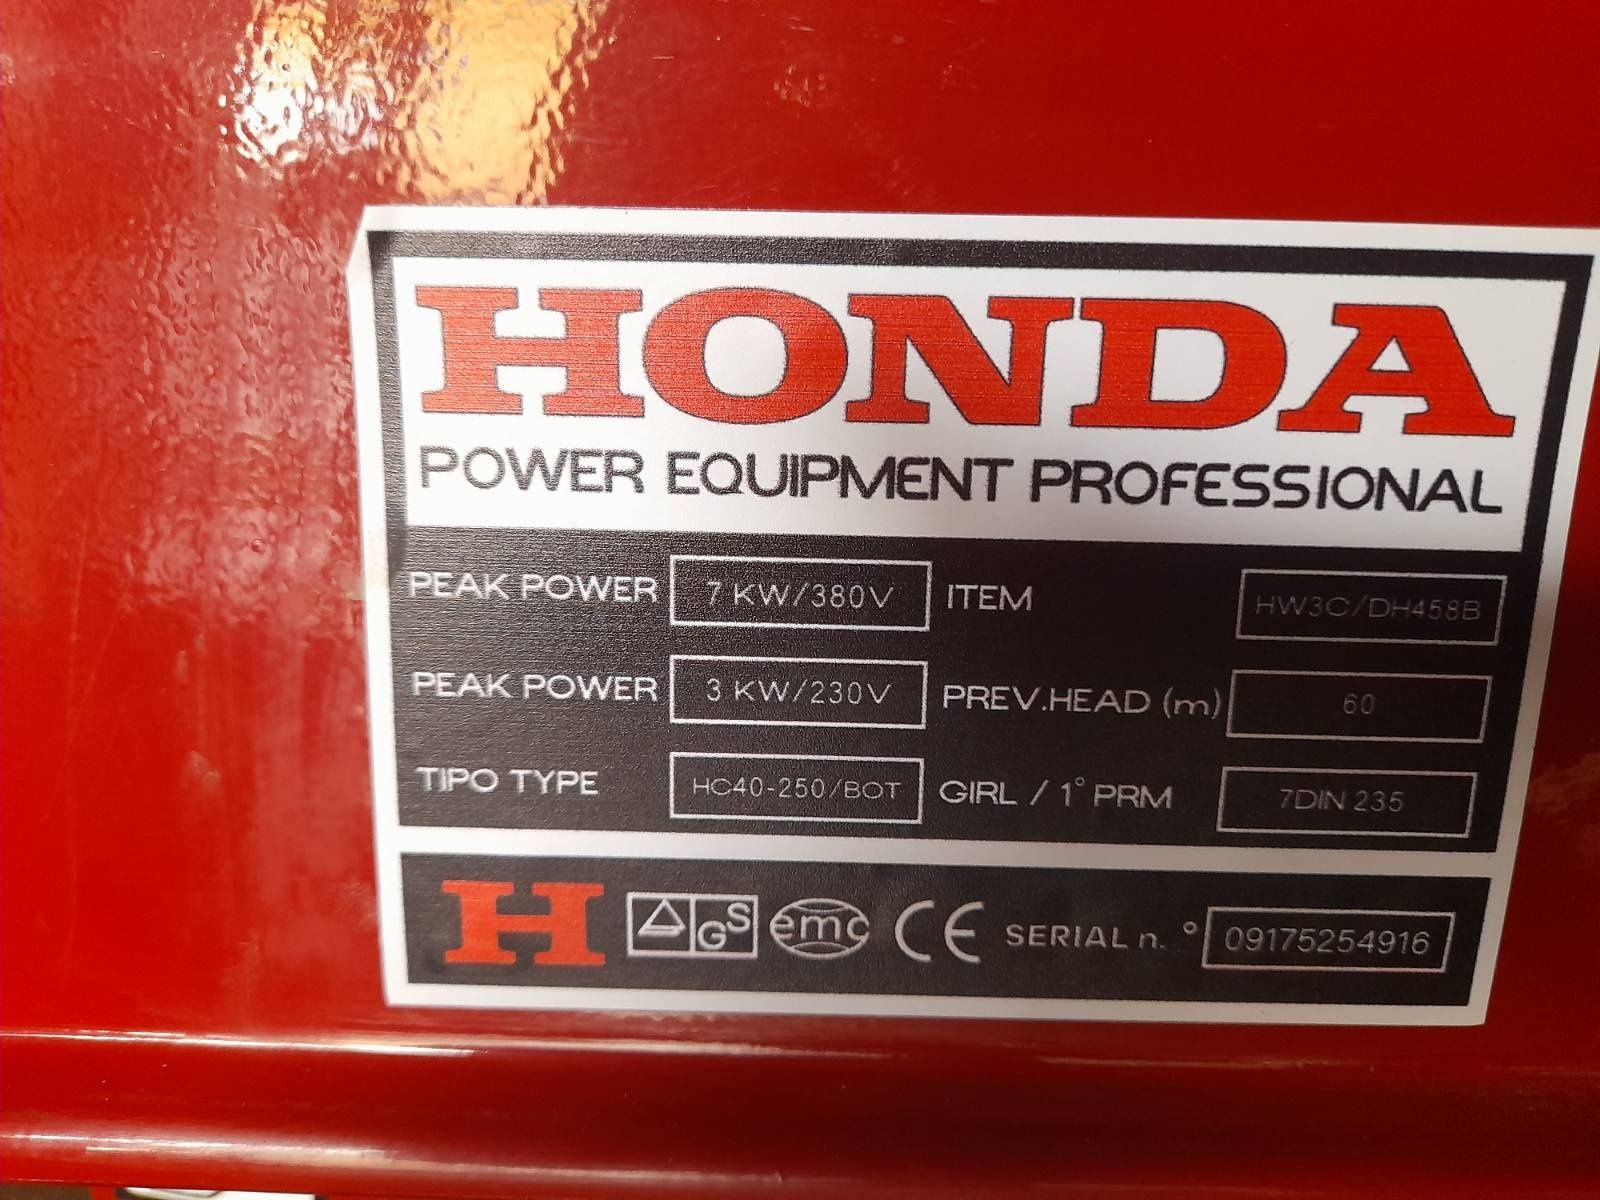 HONDA
POWER EQUIPMENT PROFESSIONAL
PEAK POWER 7 KW/380V ITEM HW3C/DH458B
PEAK POWER 3 KW/230V PREV.HEAD (m) 60
TIPO TYPE HC40-250/BOT GIRL / 1° PRM 7DIN 235
H GS emc CE SERIAL n.° 09175254916